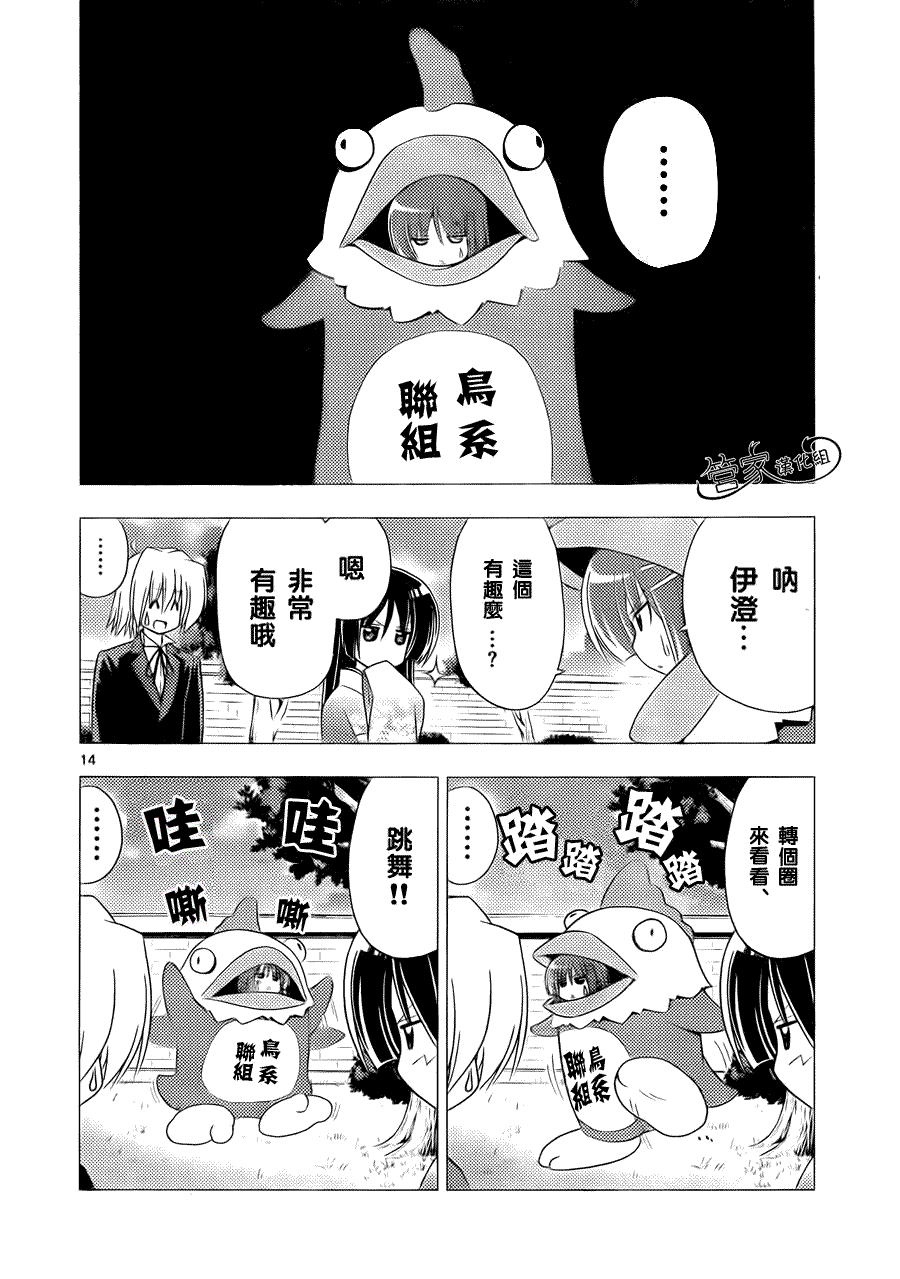 ……
鳥系
聯組
管家漢化組
吶
伊澄…
這個
有趣麼…?
嗯
非常
有趣哦
……
14
轉個圈
來看看、
踏
踏
踏
踏
鳥系
聯組
……
跳舞!!
哇
哇
嘶
嘶
鳥系
聯組
……